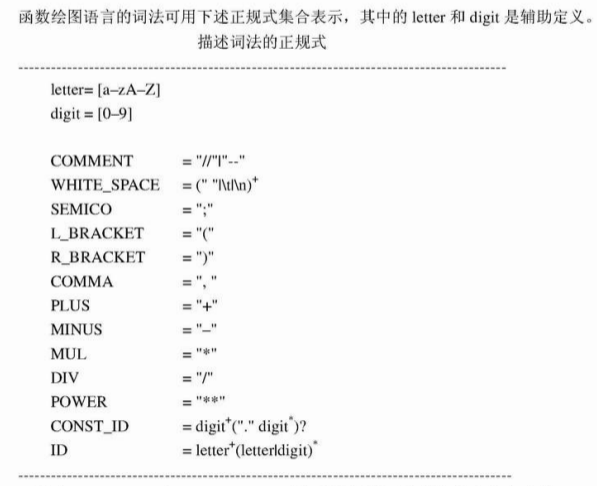 函数绘图语言的词法可用下述正规式集合表示，其中的 letter 和 digit 是辅助定义。
描述词法的正规式
letter= [a–zA–Z]
digit = [0–9]
COMMENT = "//"|"--"
WHITE_SPACE = (" "|\t|\n)+
SEMICO = ";"
L_BRACKET = "("
R_BRACKET = ")"
COMMA = ", "
PLUS = "+"
MINUS = "–"
MUL = "*"
DIV = "/"
POWER = "**"
CONST_ID = digit+("." digit*)?
ID = letter+(letter|digit)*